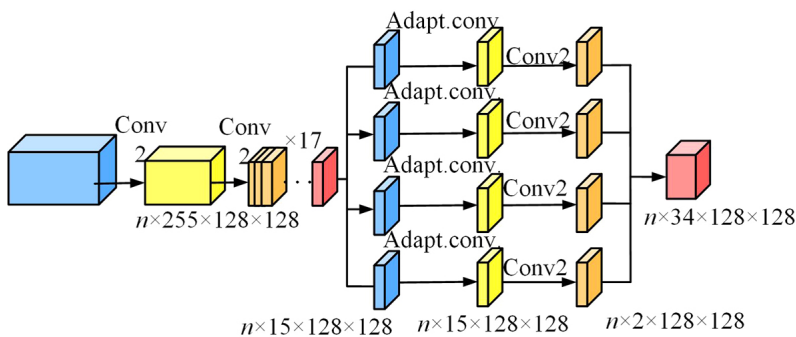 Adapt.conv
Conv2
Adapt.conv
Conv2
Conv
2
Conv
2
×17
· ·
Adapt.conv
Conv2
Adapt.conv
Conv2
n×255×128×128
n×34×128×128
n×15×128×128
n×15×128×128
n×2×128×128